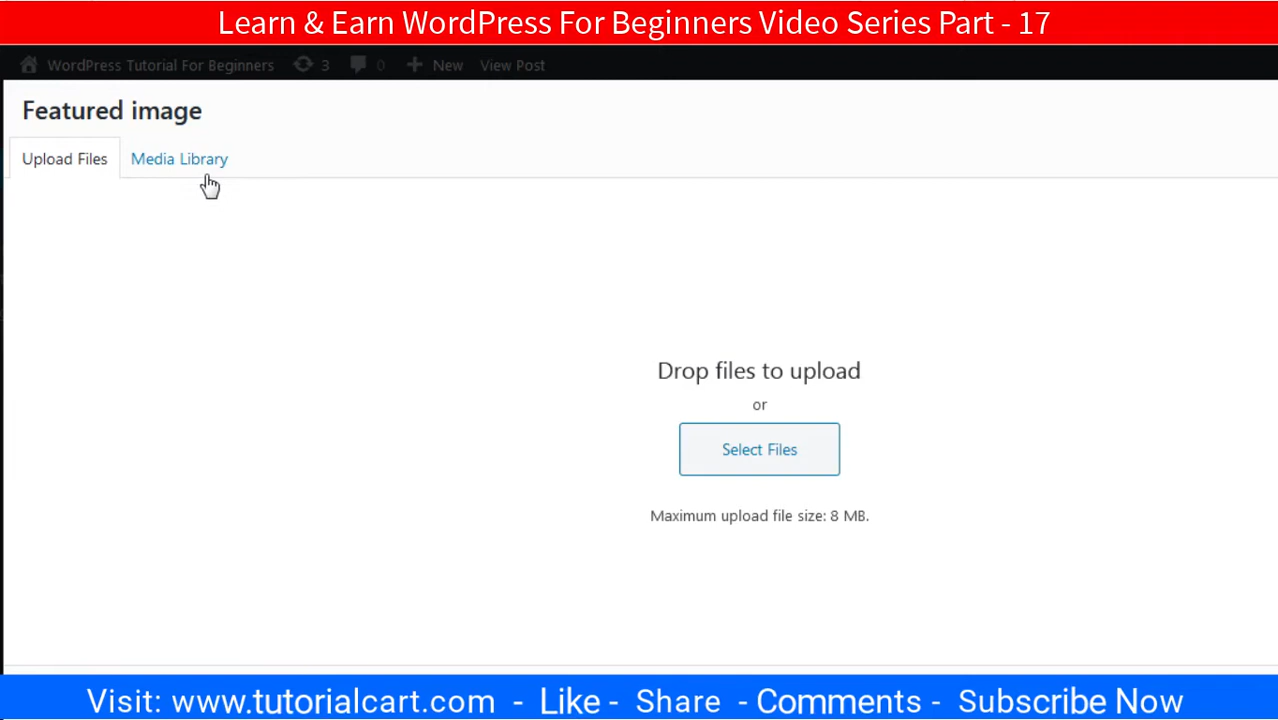 Learn & Earn WordPress For Beginners Video Series Part - 17
WordPress Tutorial For Beginners 3 0 New View Post
Featured image
Upload Files Media Library
Drop files to upload
or
Select Files
Maximum upload file size: 8 MB.
Visit: www.tutorialcart.com - Like - Share - Comments - Subscribe Now